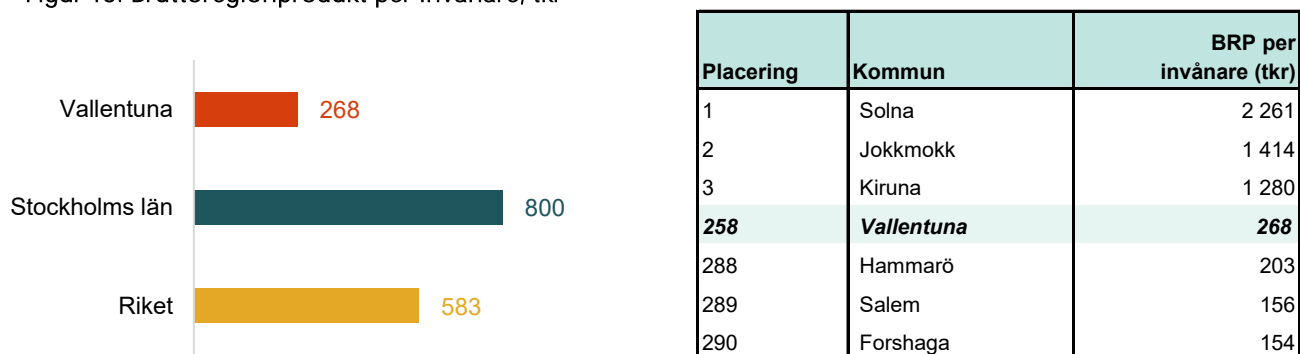 Vallentuna 268
Stockholms län 800
Riket 583
Placering Kommun BRP per invånare (tkr)
1 Solna 2 261
2 Jokkmokk 1 414
3 Kiruna 1 280
258 Vallentuna 268
288 Hammarö 203
289 Salem 156
290 Forshaga 154